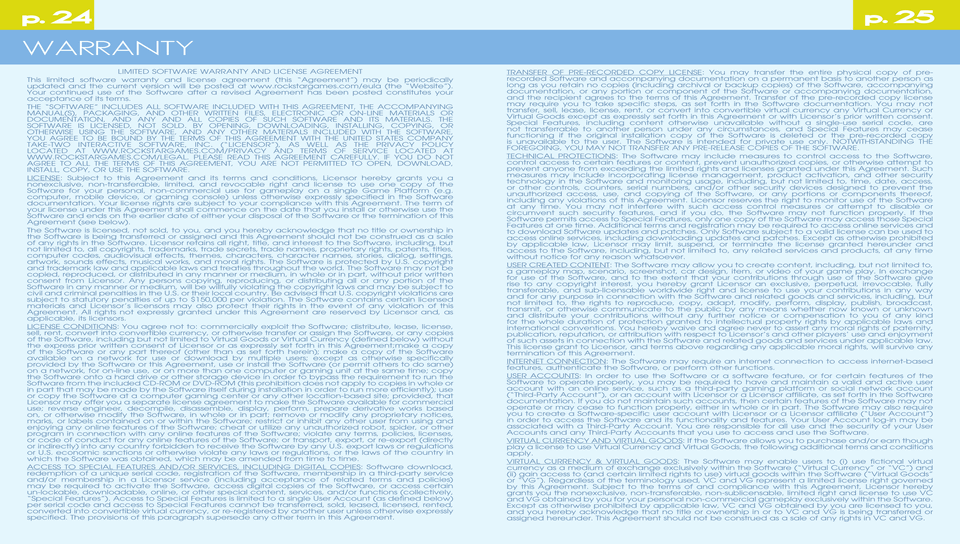 p. 24
p. 25
WARRANTY
LIMITED SOFTWARE WARRANTY AND LICENSE AGREEMENT
This limited software warranty and license agreement (this "Agreement") may be periodically
updated and the current version will be posted at www.rockstargames.com/eula (the "Website").
Your continued use of the Software after a revised Agreement has been posted constitutes your
acceptance of its terms.
THE "SOFTWARE" INCLUDES ALL SOFTWARE INCLUDED WITH THIS AGREEMENT, THE ACCOMPANYING
MANUAL(S), PACKAGING, AND OTHER WRITTEN FILES, ELECTRONIC OR ON-LINE MATERIALS OR
DOCUMENTATION, AND ANY AND ALL COPIES OF SUCH SOFTWARE AND ITS MATERIALS. THE
SOFTWARE IS LICENSED, NOT SOLD. BY OPENING, DOWNLOADING, INSTALLING, COPYING, OR
OTHERWISE USING THE SOFTWARE, AND ANY OTHER MATERIALS INCLUDED WITH THE SOFTWARE,
YOU AGREE TO BE BOUND BY THE TERMS OF THIS AGREEMENT WITH THE UNITED STATES COMPANY
TAKE-TWO INTERACTIVE SOFTWARE, INC. ("LICENSOR"), AS WELL AS THE PRIVACY POLICY
LOCATED AT WWW.ROCKSTARGAMES.COM/PRIVACY AND TERMS OF SERVICE LOCATED AT
WWW.ROCKSTARGAMES.COM/LEGAL. PLEASE READ THIS AGREEMENT CAREFULLY. IF YOU DO NOT
AGREE TO ALL THE TERMS OF THIS AGREEMENT, YOU ARE NOT PERMITTED TO OPEN, DOWNLOAD,
INSTALL, COPY, OR USE THE SOFTWARE.
LICENSE: Subject to this Agreement and its terms and conditions, Licensor hereby grants you a
nonexclusive, non-transferable, limited, and revocable right and license to use one copy of the
Software for your personal, non-commercial use for gameplay on a single Game Platform (e.g.
computer, mobile device, or gaming console) unless otherwise expressly specified in the Software
documentation. Your license rights are subject to your compliance with this Agreement. The term of
your license under this Agreement shall commence on the date that you install or otherwise use the
Software and ends on the earlier date of either your disposal of the Software or the termination of this
Agreement (see below).
The Software is licensed, not sold, to you, and you hereby acknowledge that no title or ownership in
the Software is being transferred or assigned and this Agreement should not be construed as a sale
of any rights in the Software. Licensor retains all right, title, and interest to the Software, including, but
not limited to, all copyrights, trademarks, trade secrets, trade names, proprietary rights, patents, titles,
computer codes, audiovisual effects, themes, characters, character names, stories, dialog, settings,
artwork, sounds effects, musical works, and moral rights. The Software is protected by U.S. copyright
and trademark law and applicable laws and treaties throughout the world. The Software may not be
copied, reproduced, or distributed in any manner or medium, in whole or in part, without prior written
consent from Licensor. Any persons copying, reproducing, or distributing all or any portion of the
Software in any manner or medium, will be willfully violating the copyright laws and may be subject to
civil and criminal penalties in the U.S. or their local country. Be advised that U.S. copyright violations are
subject to statutory penalties of up to $150,000 per violation. The Software contains certain licensed
materials and Licensor's licensors may also protect their rights in the event of any violation of this
Agreement. All rights not expressly granted under this Agreement are reserved by Licensor and, as
applicable, its licensors.
LICENSE CONDITIONS: You agree not to: commercially exploit the Software; distribute, lease, license,
sell, rent, convert into convertible currency, or otherwise transfer or assign the Software, or any copies
of the Software, including but not limited to Virtual Goods or Virtual Currency (defined below) without
the express prior written consent of Licensor or as expressly set forth in this Agreement;make a copy
of the Software or any part thereof (other than as set forth herein); make a copy of the Software
available on a network for use or download by multiple users; except as otherwise specifically
provided by the Software or this Agreement, use or install the Software (or permit others to do same)
on a network, for on-line use, or on more than one computer or gaming unit at the same time; copy
the Software onto a hard drive or other storage device in order to bypass the requirement to run the
Software from the included CD-ROM or DVD-ROM (this prohibition does not apply to copies in whole or
in part that may be made by the Software itself during installation in order to run more efficiently); use
or copy the Software at a computer gaming center or any other location-based site; provided, that
Licensor may offer you a separate license agreement to make the Software available for commercial
use; reverse engineer, decompile, disassemble, display, perform, prepare derivative works based
on, or otherwise modify the Software, in whole or in part; remove or modify any proprietary notices,
marks, or labels contained on or within the Software; restrict or inhibit any other user from using and
enjoying any online features of the Software; cheat or utilize any unauthorized robot, spider, or other
program in connection with any online features of the Software; violate any terms, policies, licenses,
or code of conduct for any online features of the Software; or transport, export, or re-export (directly
or indirectly) into any country forbidden to receive the Software by any U.S. export laws or regulations
or U.S. economic sanctions or otherwise violate any laws or regulations, or the laws of the country in
which the Software was obtained, which may be amended from time to time.
ACCESS TO SPECIAL FEATURES AND/OR SERVICES, INCLUDING DIGITAL COPIES: Software download,
redemption of a unique serial code, registration of the Software, membership in a third-party service
and/or membership in a Licensor service (including acceptance of related terms and policies)
may be required to activate the Software, access digital copies of the Software, or access certain
un-lockable, downloadable, online, or other special content, services, and/or functions (collectively,
"Special Features"). Access to Special Features is limited to a single User Account (as defined below)
per serial code and access to Special Features cannot be transferred, sold, leased, licensed, rented,
converted into convertible virtual currency, or re-registered by another user unless otherwise expressly
specified. The provisions of this paragraph supersede any other term in this Agreement.
TRANSFER OF PRE-RECORDED COPY LICENSE: You may transfer the entire physical copy of pre-
recorded Software and accompanying documentation on a permanent basis to another person as
long as you retain no copies (including archival or backup copies) of the Software, accompanying
documentation, or any portion or component of the Software or accompanying documentation,
and the recipient agrees to the terms of this Agreement. Transfer of the pre-recorded copy license
may require you to take specific steps, as set forth in the Software documentation. You may not
transfer, sell, lease, license, rent, or convert into convertible virtual currency any Virtual Currency or
Virtual Goods except as expressly set forth in this Agreement or with Licensor's prior written consent.
Special Features, including content otherwise unavailable without a single-use serial code, are
not transferrable to another person under any circumstances, and Special Features may cease
functioning if the original installation copy of the Software is deleted or the pre-recorded copy
is unavailable to the user. The Software is intended for private use only. NOTWITHSTANDING THE
FOREGOING, YOU MAY NOT TRANSFER ANY PRE-RELEASE COPIES OF THE SOFTWARE.
TECHNICAL PROTECTIONS: The Software may include measures to control access to the Software,
control access to certain features or content, prevent unauthorized copies, or otherwise attempt to
prevent anyone from exceeding the limited rights and licenses granted under this Agreement. Such
measures may include incorporating license management, product activation, and other security
technology in the Software and monitoring usage, including, but not limited to, time, date, access,
or other controls, counters, serial numbers, and/or other security devices designed to prevent the
unauthorized access, use, and copying of the Software, or any portions or components thereof,
including any violations of this Agreement. Licensor reserves the right to monitor use of the Software
at any time. You may not interfere with such access control measures or attempt to disable or
circumvent such security features, and if you do, the Software may not function properly. If the
Software permits access to Special Features, only one copy of the Software may access those Special
Features at one time. Additional terms and registration may be required to access online services and
to download Software updates and patches. Only Software subject to a valid license can be used to
access online services, including downloading updates and patches. Except as otherwise prohibited
by applicable law, Licensor may limit, suspend, or terminate the license granted hereunder and
access to the Software, including, but not limited to, any related services and products, at any time
without notice for any reason whatsoever.
USER CREATED CONTENT: The Software may allow you to create content, including, but not limited to,
a gameplay map, scenario, screenshot, car design, item, or video of your game play. In exchange
for use of the Software, and to the extent that your contributions through use of the Software give
rise to any copyright interest, you hereby grant Licensor an exclusive, perpetual, irrevocable, fully
transferable, and sub-licensable worldwide right and license to use your contributions in any way
and for any purpose in connection with the Software and related goods and services, including, but
not limited to, the rights to reproduce, copy, adapt, modify, perform, display, publish, broadcast,
transmit, or otherwise communicate to the public by any means whether now known or unknown
and distribute your contributions without any further notice or compensation to you of any kind
for the whole duration of protection granted to intellectual property rights by applicable laws and
international conventions. You hereby waive and agree never to assert any moral rights of paternity,
publication, reputation, or attribution with respect to Licensor's and other players' use and enjoyment
of such assets in connection with the Software and related goods and services under applicable law.
This license grant to Licensor, and terms above regarding any applicable moral rights, will survive any
termination of this Agreement.
INTERNET CONNECTION: The Software may require an internet connection to access internet-based
features, authenticate the Software, or perform other functions.
USER ACCOUNTS: In order to use the Software or a software feature, or for certain features of the
Software to operate properly, you may be required to have and maintain a valid and active user
account with an online service, such as a third-party gaming platform or social network account
("Third-Party Account"), or an account with Licensor or a Licensor affiliate, as set forth in the Software
documentation. If you do not maintain such accounts, then certain features of the Software may not
operate or may cease to function properly, either in whole or in part. The Software may also require
you to create a Software-specific user account with Licensor or a Licensor affiliate ("User Account")
in order to access the Software and its functionality and features. Your User Account log-in may be
associated with a Third-Party Account. You are responsible for all use and the security of your User
Accounts and any Third-Party Accounts that you use to access and use the Software.
VIRTUAL CURRENCY AND VIRTUAL GOODS: If the Software allows you to purchase and/or earn though
play a license to use Virtual Currency and Virtual Goods, the following additional terms and conditions
apply.
VIRTUAL CURRENCY & VIRTUAL GOODS: The Software may enable users to (i) use fictional virtual
currency as a medium of exchange exclusively within the Software ("Virtual Currency" or "VC") and
(ii) gain access to (and certain limited rights to use) virtual goods within the Software ("Virtual Goods"
or "VG"). Regardless of the terminology used, VC and VG represent a limited license right governed
by this Agreement. Subject to the terms of and compliance with this Agreement, Licensor hereby
grants you the nonexclusive, non-transferable, non-sublicensable, limited right and license to use VC
and VG obtained by you for your personal non-commercial gameplay exclusively within the Software.
Except as otherwise prohibited by applicable law, VC and VG obtained by you are licensed to you,
and you hereby acknowledge that no title or ownership in or to VC and VG is being transferred or
assigned hereunder. This Agreement should not be construed as a sale of any rights in VC and VG.